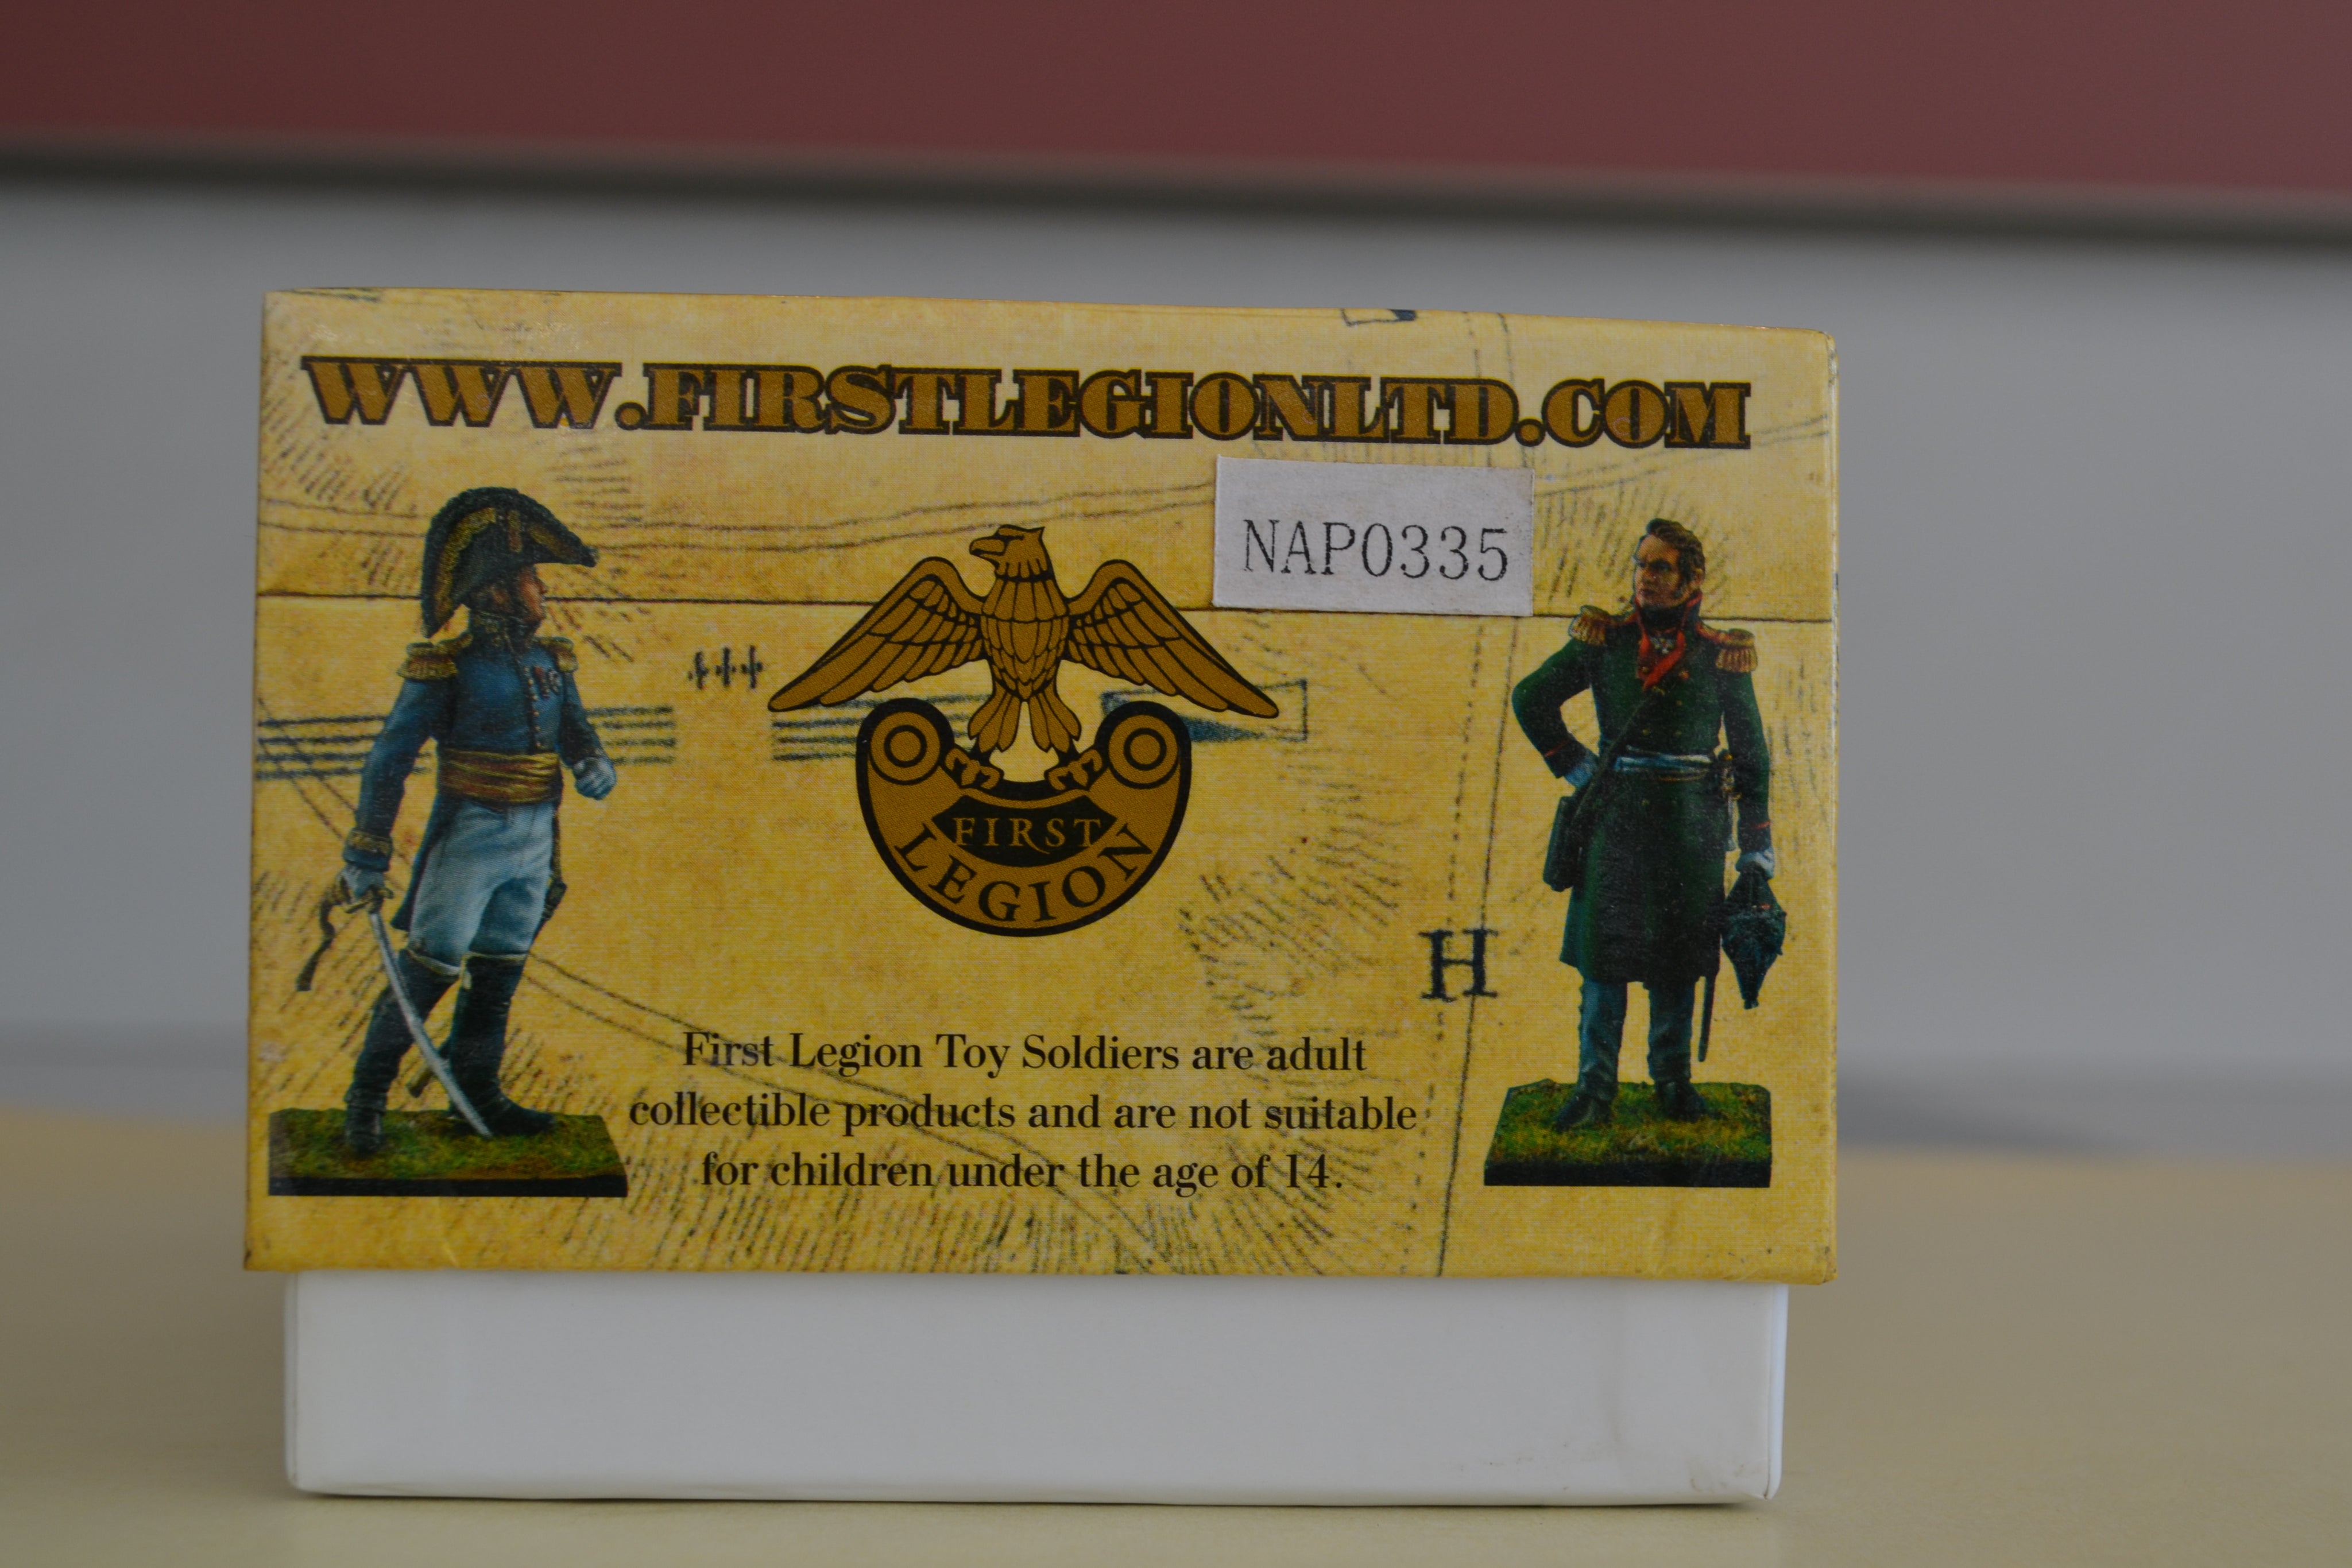 WWW.FIRSTLEGIONLTD.COM
NAP0335
FIRST
LEGION
H
First Legion Toy Soldiers are adult
collectible products and are not suitable
for children under the age of 14.